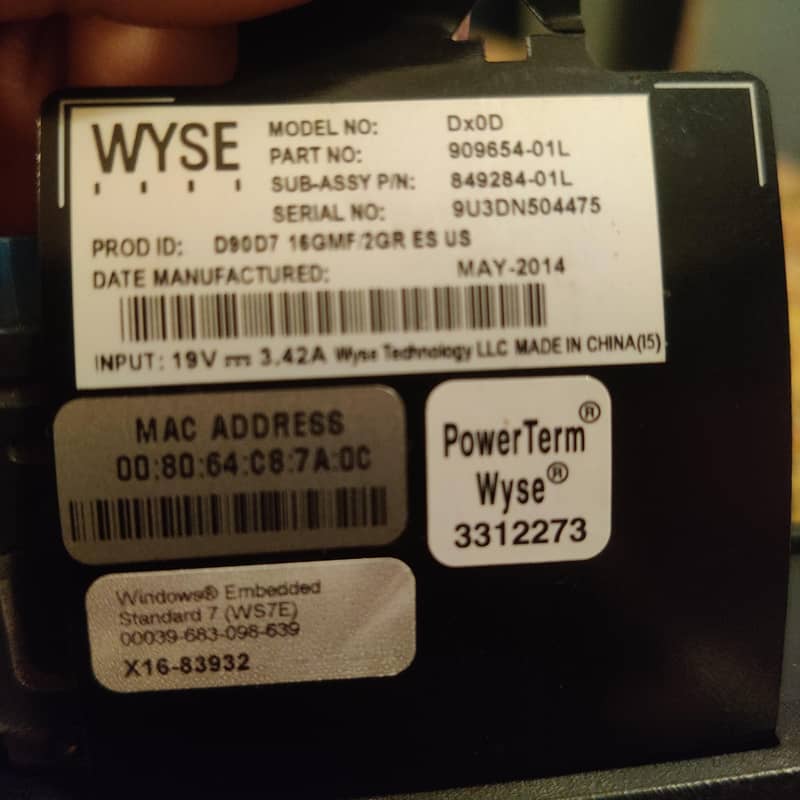 WYSE
MODEL NO: Dx0D
PART NO: 909654-01L
SUB-ASSY P/N: 849284-01L
SERIAL NO: 9U3DN504475
PROD ID: D90D7 16GMF/2GR ES US
DATE MANUFACTURED: MAY-2014
INPUT: 19V ⎓ 3.42A Wyse Technology LLC MADE IN CHINA(I5)
MAC ADDRESS
00:80:64:C8:7A:0C
PowerTerm®
Wyse®
3312273
Windows® Embedded
Standard 7 (WS7E)
00039-683-098-639
X16-83932